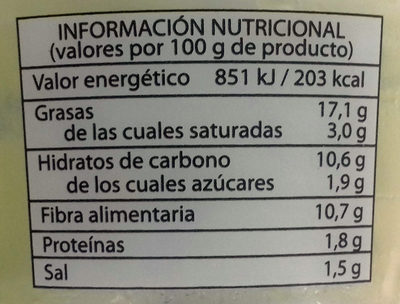 INFORMACIÓN NUTRICIONAL
(valores por 100 g de producto)
Valor energético 851 kJ / 203 kcal
Grasas 17,1 g
de las cuales saturadas 3,0 g
Hidratos de carbono 10,6 g
de los cuales azúcares 1,9 g
Fibra alimentaria 10,7 g
Proteínas 1,8 g
Sal 1,5 g